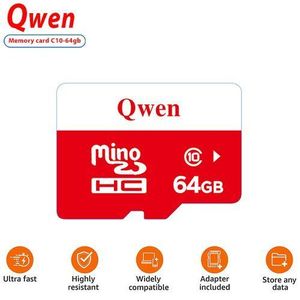 Qwen
Memory card C10-64gb
Qwen
Mino
HC
10
64GB
Ultra fast
Highly
resistant
Widely
compatible
Adapter
included
Store any
data